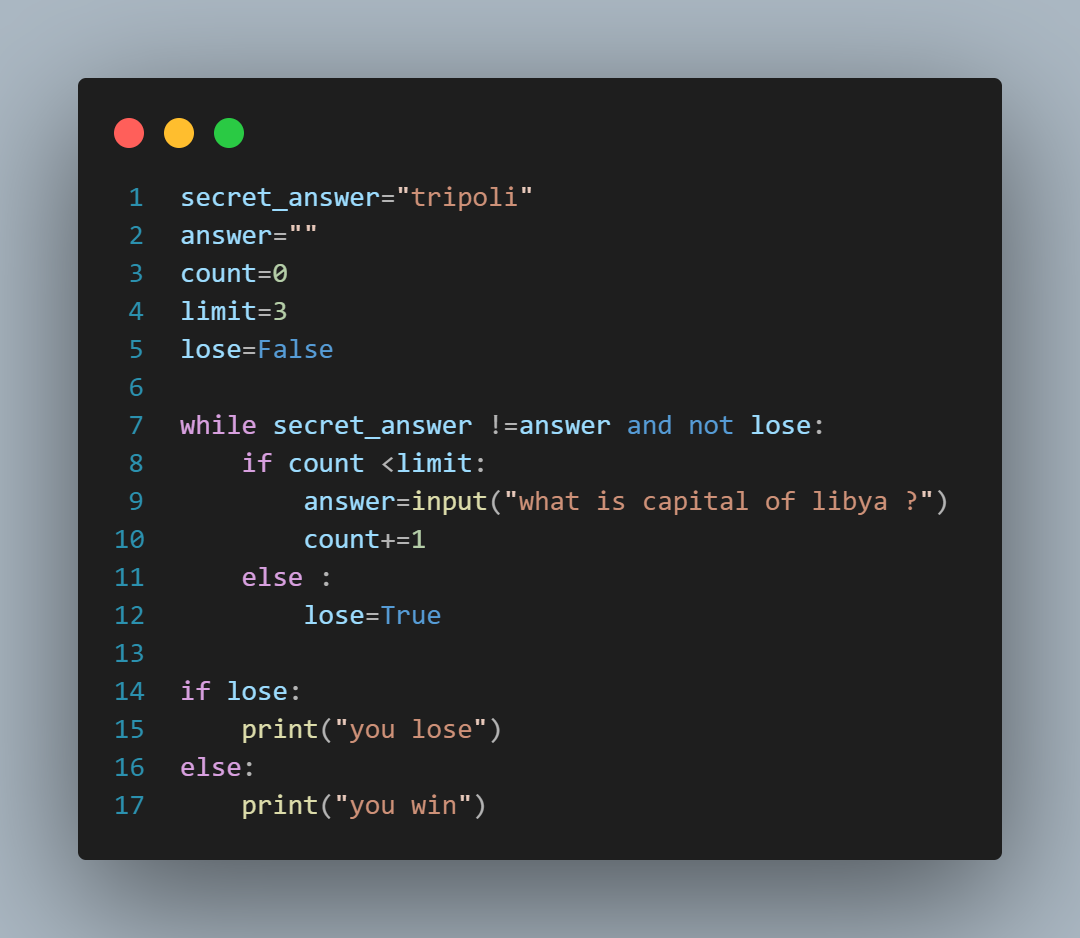 1 secret_answer="tripoli"
2 answer=""
3 count=0
4 limit=3
5 lose=False
6
7 while secret_answer !=answer and not lose:
8     if count <limit:
9         answer=input("what is capital of libya ?")
10         count+=1
11     else :
12         lose=True
13
14 if lose:
15     print("you lose")
16 else:
17     print("you win")